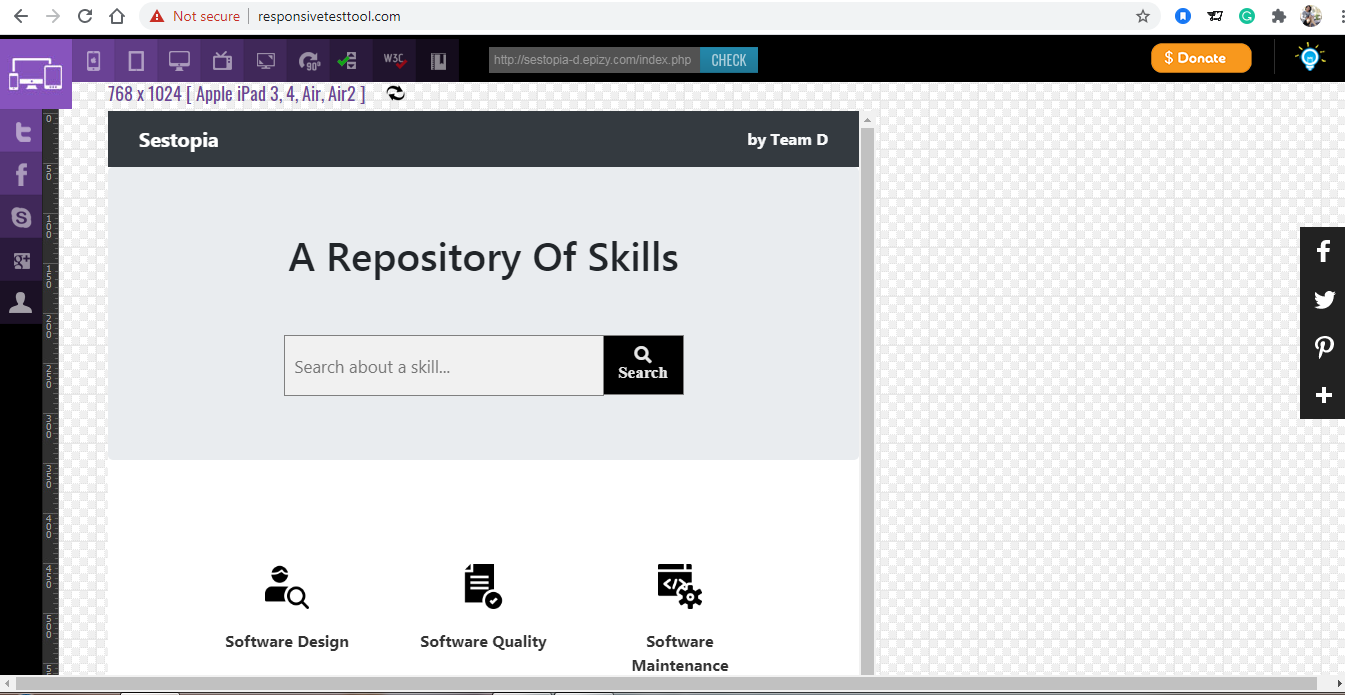 Not secure
responsivetesttool.com
90°
W3C
http://sestopia-d.epizy.com/index.php
CHECK
$ Donate
768 x 1024 [ Apple iPad 3, 4, Air, Air2 ]
Sestopia
by Team D
A Repository Of Skills
Search about a skill...
Search
Software Design
Software Quality
Software
Maintenance
0
50
100
150
200
250
300
350
400
450
500
5